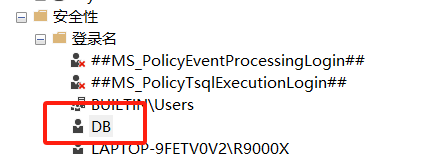 安全性
登录名
##MS_PolicyEventProcessingLogin##
##MS_PolicyTsqlExecutionLogin##
BUILTIN\Users
DB
LAPTOP-9FETV0V2\R9000X